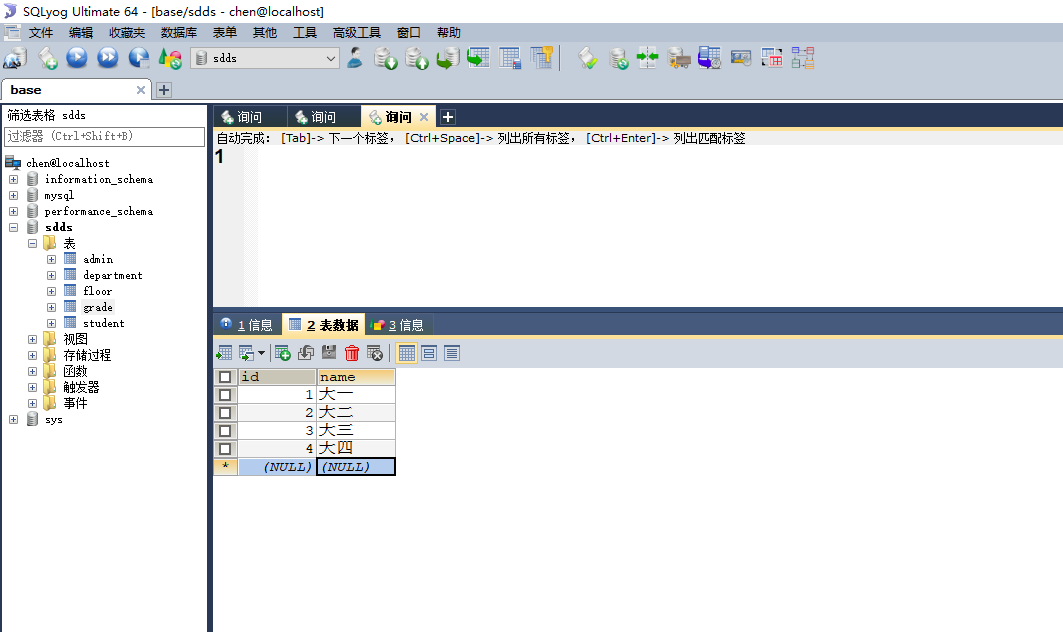 SQLyog Ultimate 64 - [base/sdds - chen@localhost]
文件 编辑 收藏夹 数据库 表单 其他 工具 高级工具 窗口 帮助
sdds
base
筛选表格 sdds
过滤器 (Ctrl+Shift+B)
chen@localhost
information_schema
mysql
performance_schema
sdds
表
admin
department
floor
grade
student
视图
存储过程
函数
触发器
事件
sys
询问 询问 询问
自动完成: [Tab]-> 下一个标签, [Ctrl+Space]-> 列出所有标签, [Ctrl+Enter]-> 列出匹配标签
1
1 信息 2 表数据 3 信息
id name
1 大一
2 大二
3 大三
4 大四
* (NULL) (NULL)